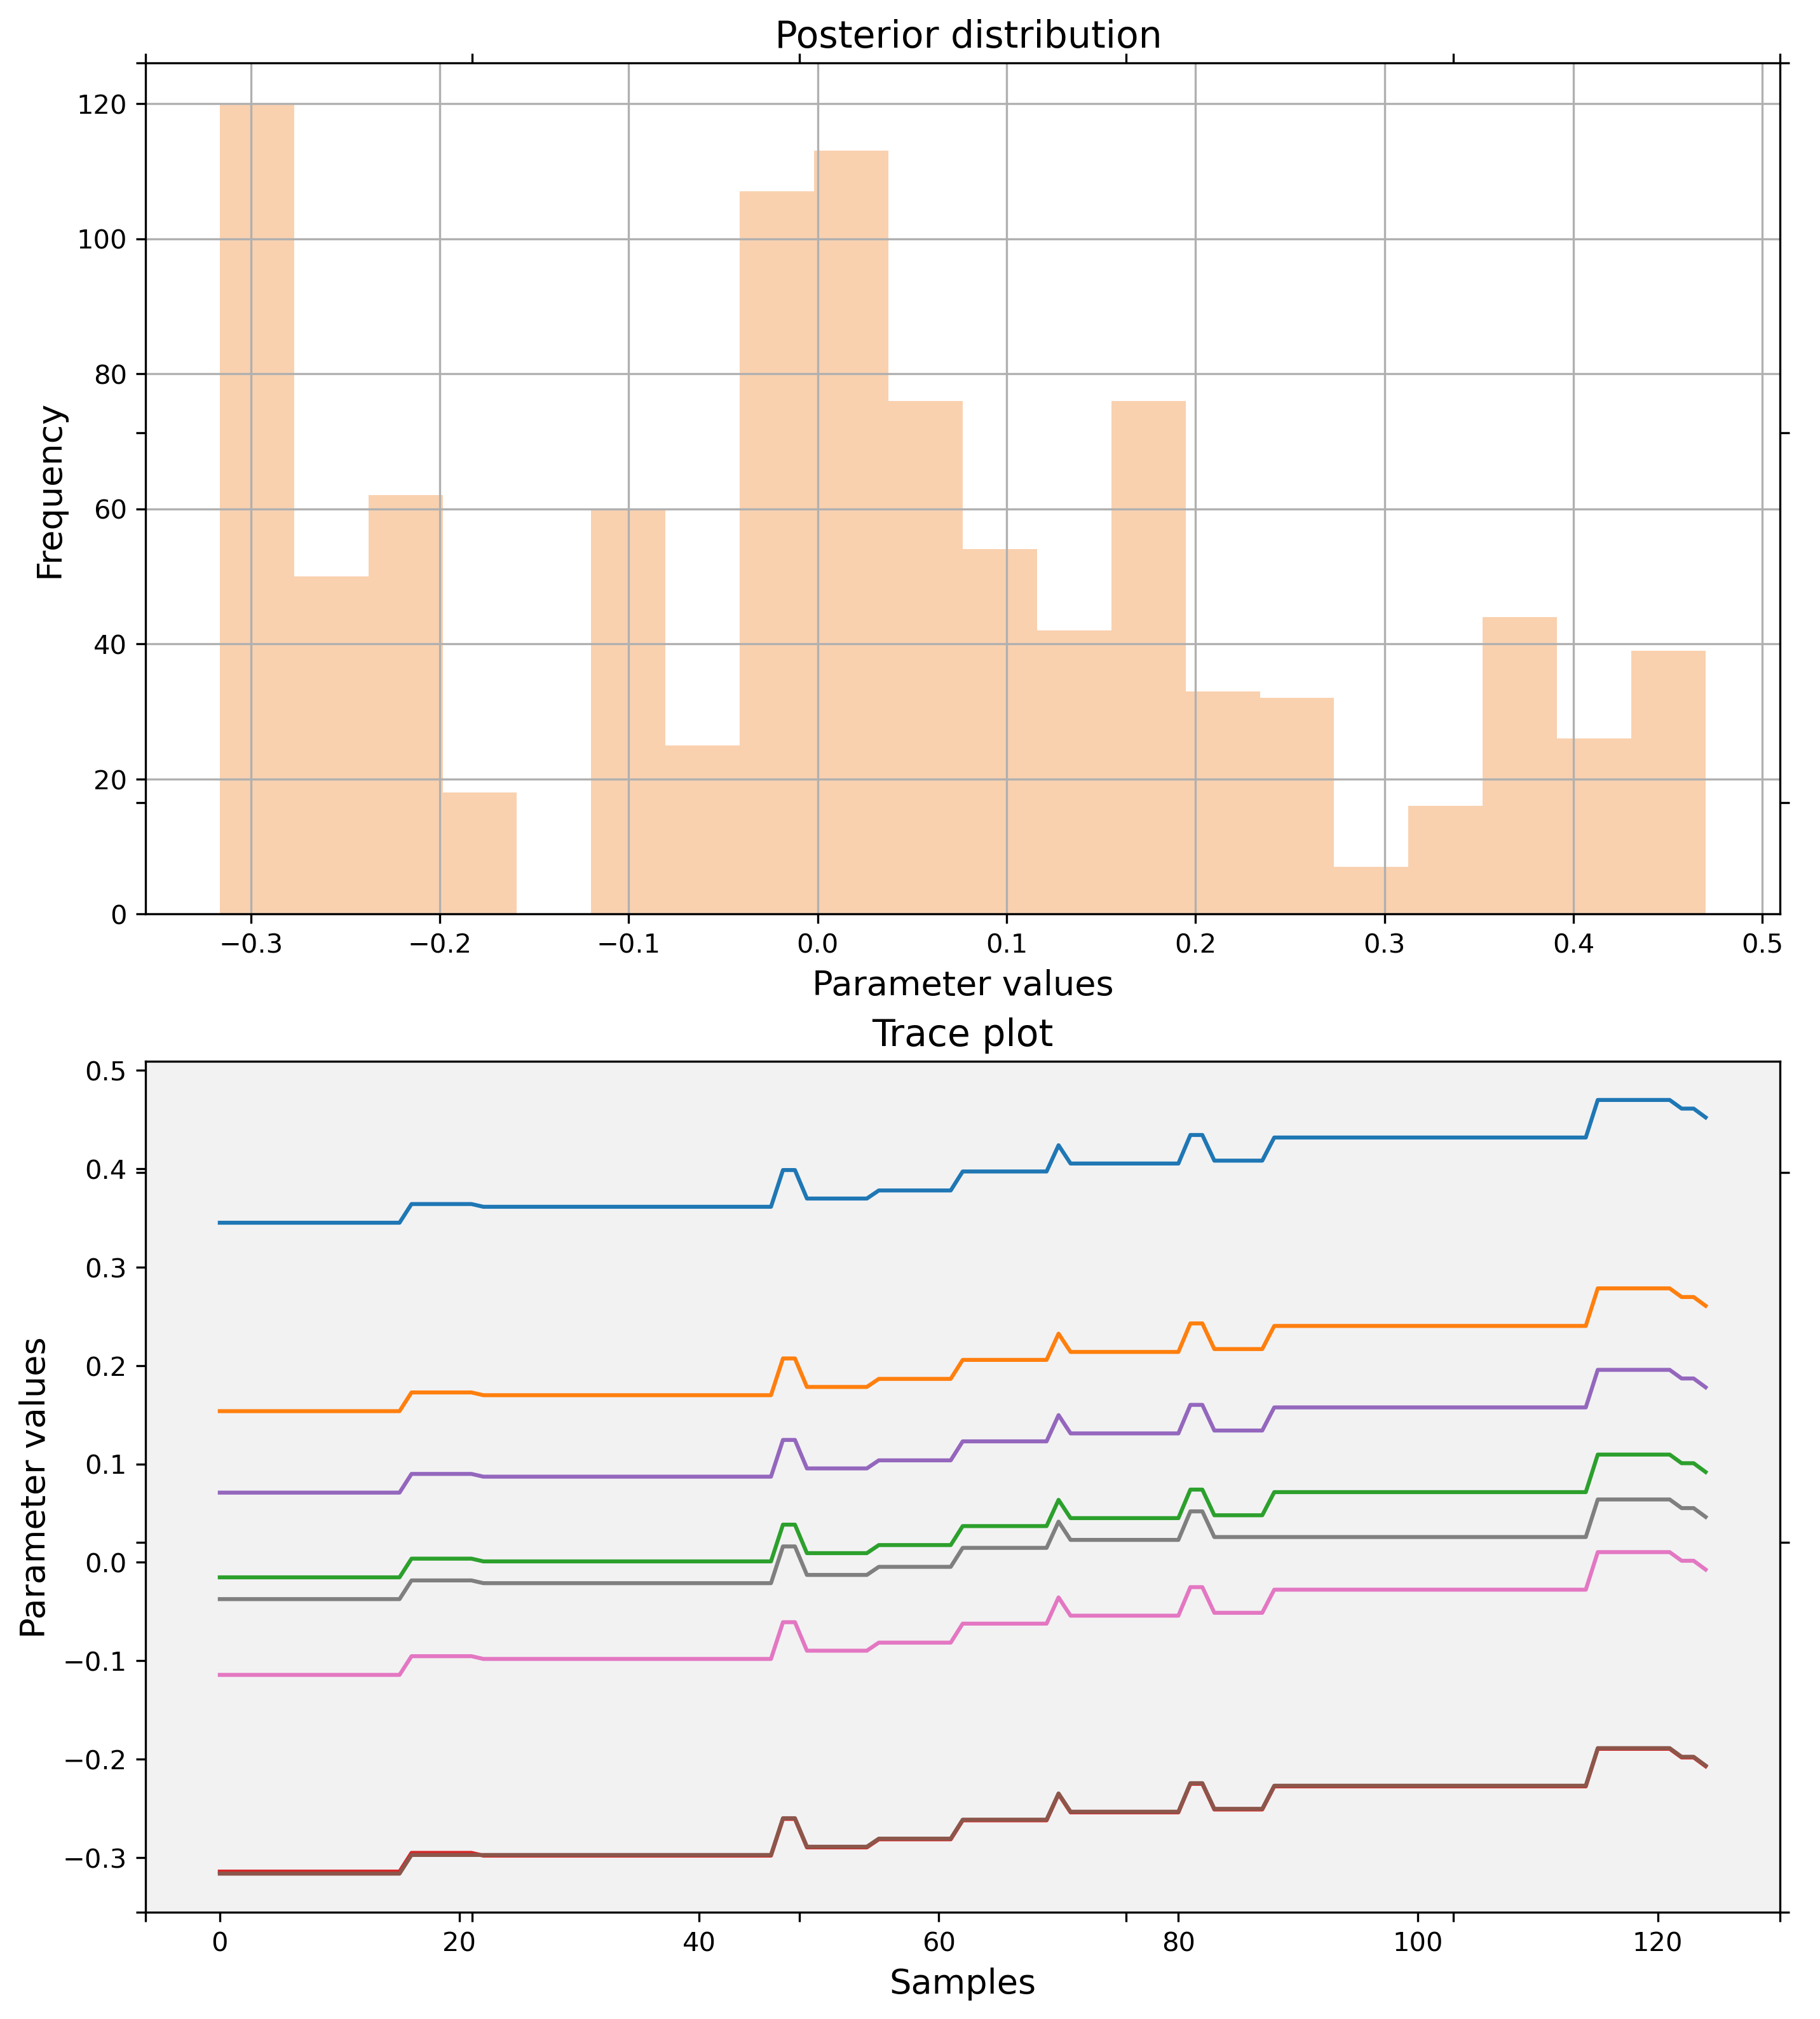 Posterior distribution
120
100
80
60
40
20
0
Frequency
−0.3 −0.2 −0.1 0.0 0.1 0.2 0.3 0.4 0.5
Parameter values
Trace plot
0.5
0.4
0.3
0.2
0.1
0.0
−0.1
−0.2
−0.3
Parameter values
0 20 40 60 80 100 120
Samples